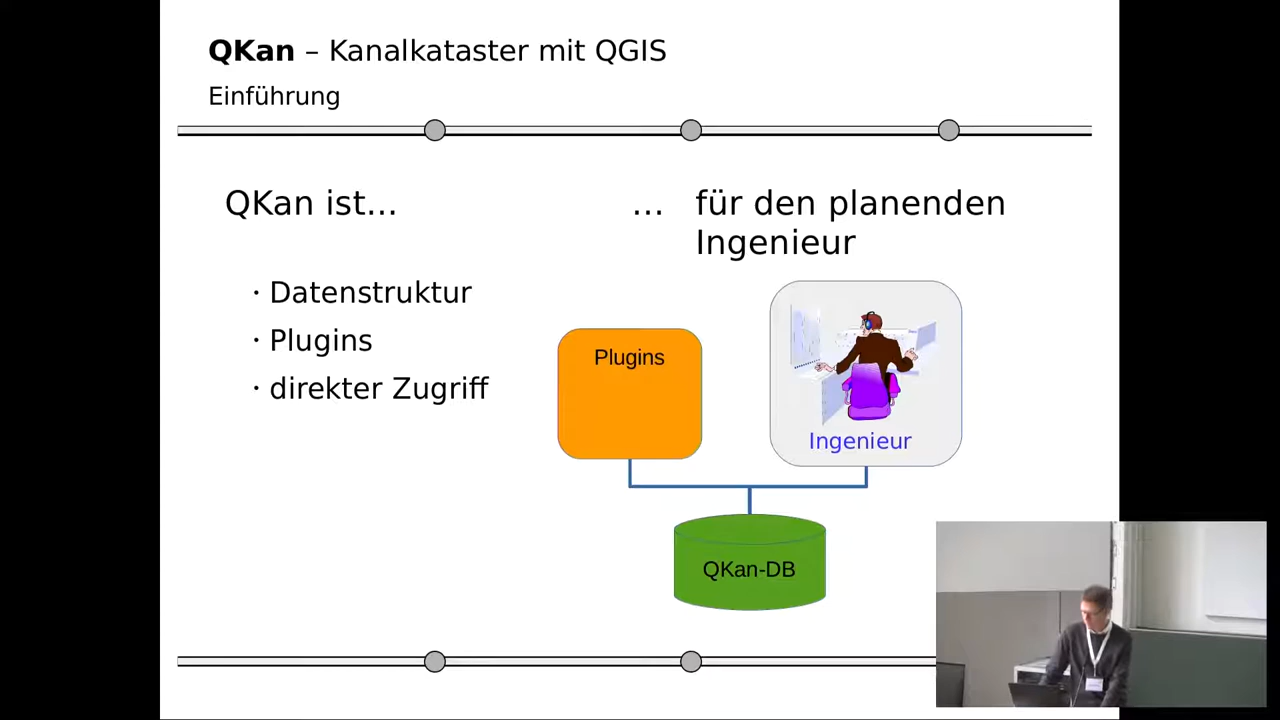 QKan – Kanalkataster mit QGIS
Einführung
QKan ist...
... für den planenden
Ingenieur
· Datenstruktur
· Plugins
· direkter Zugriff
Plugins
Ingenieur
QKan-DB